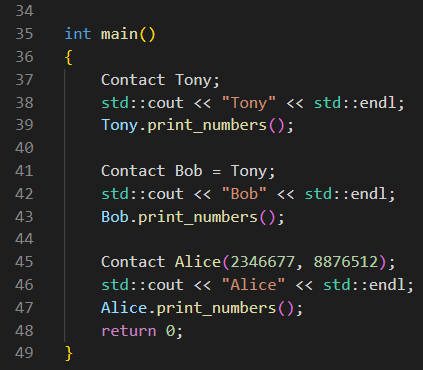 34
35 int main()
36 {
37 Contact Tony;
38 std::cout << "Tony" << std::endl;
39 Tony.print_numbers();
40
41 Contact Bob = Tony;
42 std::cout << "Bob" << std::endl;
43 Bob.print_numbers();
44
45 Contact Alice(2346677, 8876512);
46 std::cout << "Alice" << std::endl;
47 Alice.print_numbers();
48 return 0;
49 }